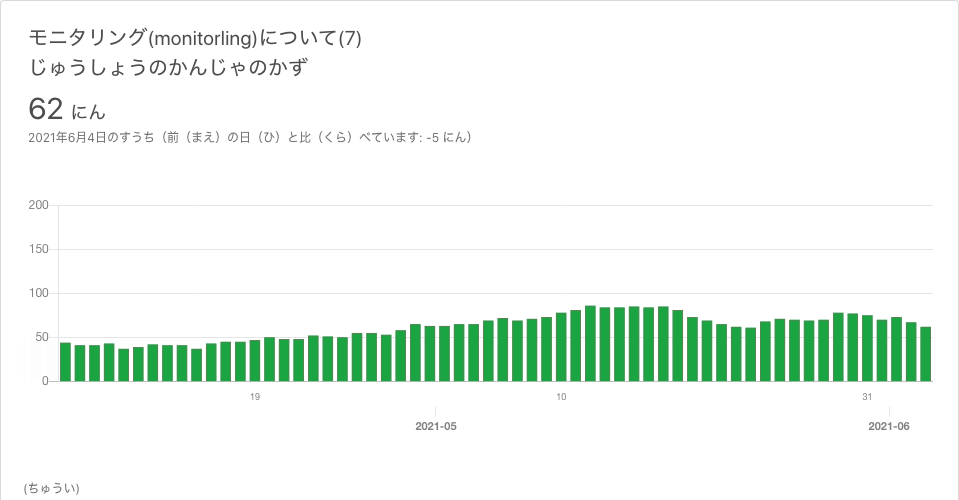 モニタリング(monitorling)について(7)
じゅうしょうのかんじゃのかず
62 にん
2021年6月4日のすうち（前（まえ）の日（ひ）と比（くら）べています: -5 にん）
200
150
100
50
0
19 10 31
2021-05 2021-06
(ちゅうい)